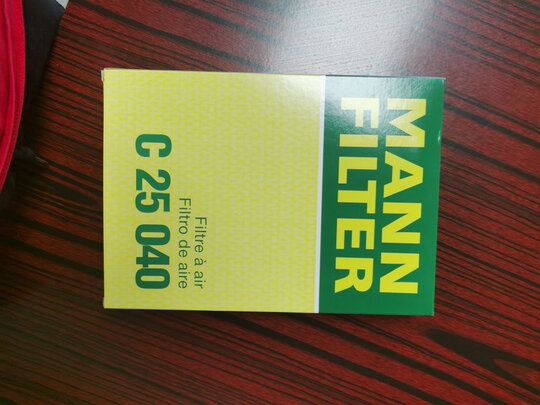 MANN
FILTER
Filtre à air
Filtro de aire
C 25 040